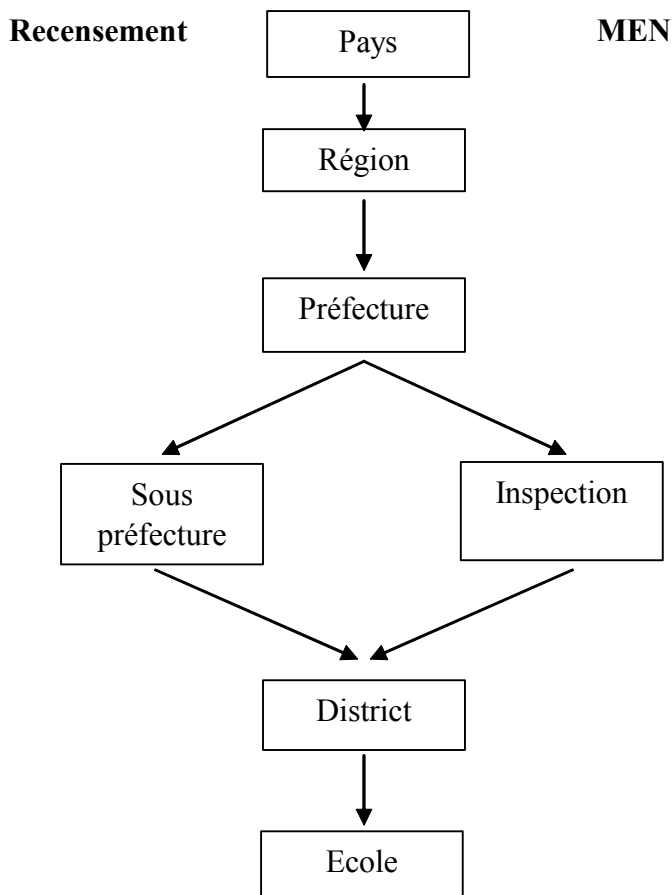 Recensement
Pays
MEN
Région
Préfecture
Sous
préfecture
Inspection
District
Ecole